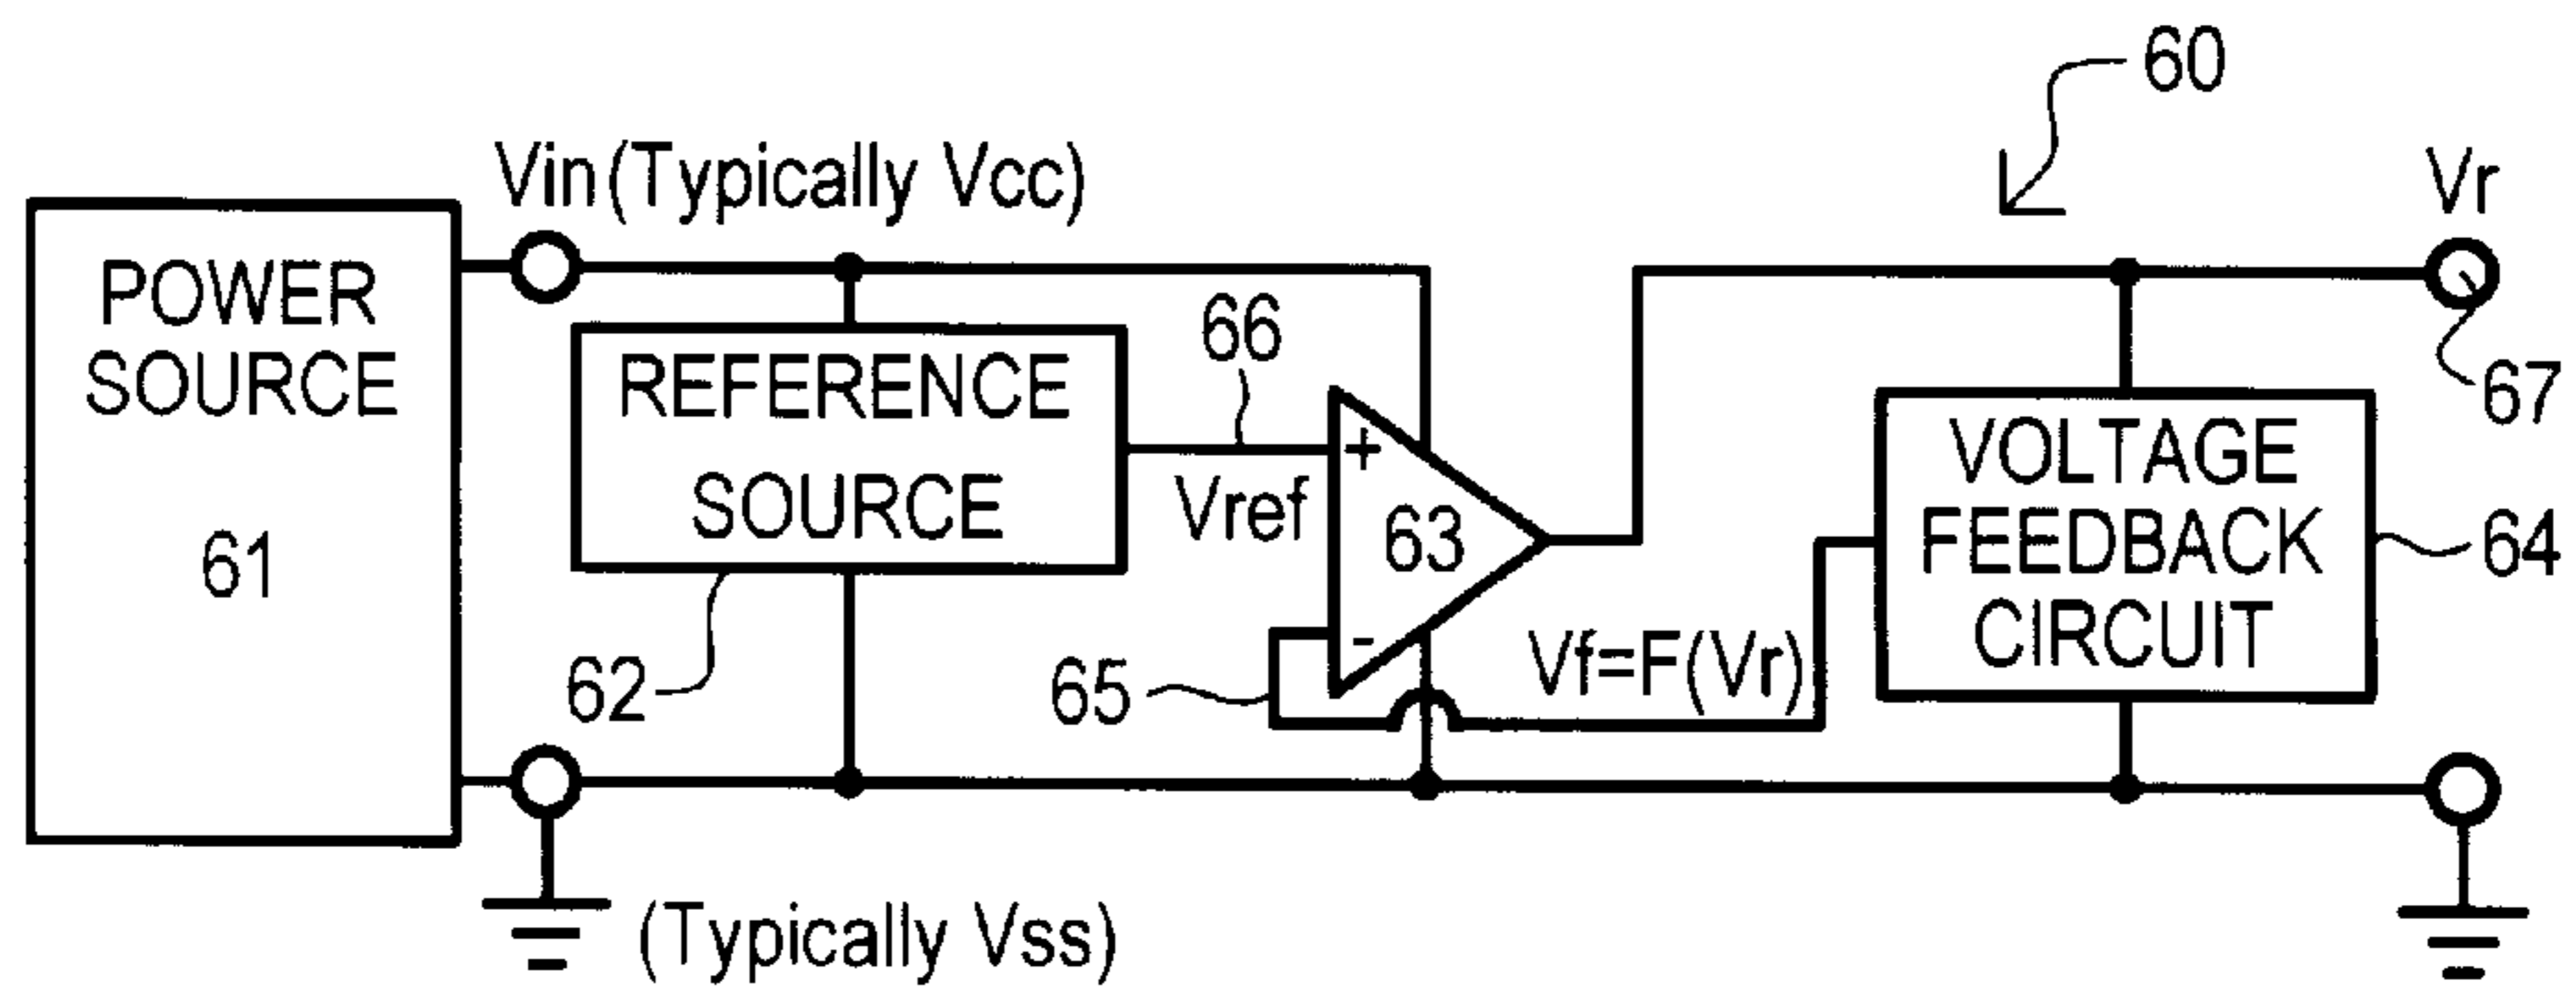 60
Vin (Typically Vcc)
Vr
POWER
SOURCE
61
REFERENCE
SOURCE
66
Vref
+
63
-
67
VOLTAGE
FEEDBACK
CIRCUIT
64
62
65
Vf=F(Vr)
(Typically Vss)